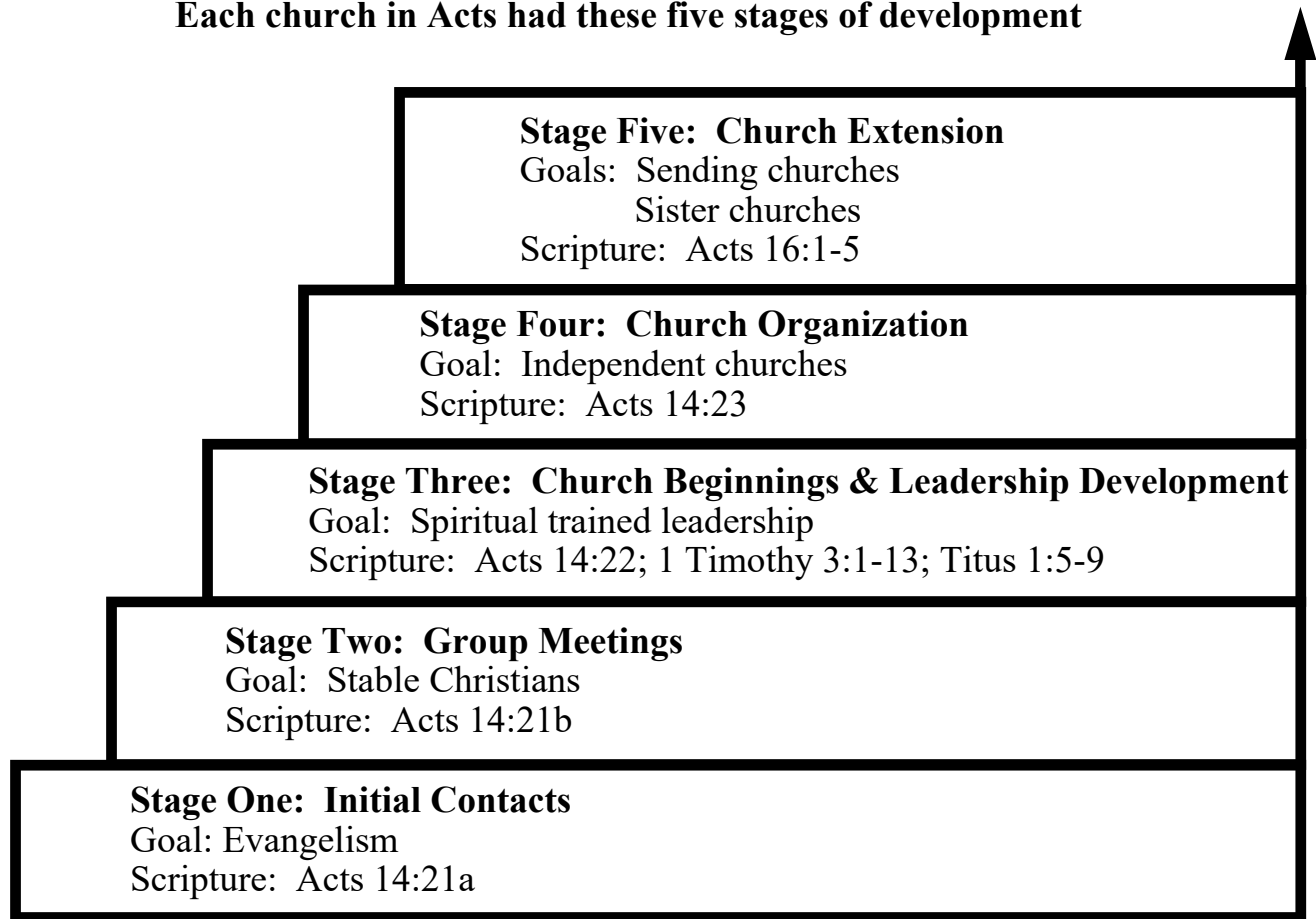 Each church in Acts had these five stages of development
Stage Five:  Church Extension
Goals:  Sending churches
Sister churches
Scripture:  Acts 16:1-5
Stage Four:  Church Organization
Goal:  Independent churches
Scripture:  Acts 14:23
Stage Three:  Church Beginnings & Leadership Development
Goal:  Spiritual trained leadership
Scripture:  Acts 14:22; 1 Timothy 3:1-13; Titus 1:5-9
Stage Two:  Group Meetings
Goal:  Stable Christians
Scripture:  Acts 14:21b
Stage One:  Initial Contacts
Goal: Evangelism
Scripture:  Acts 14:21a